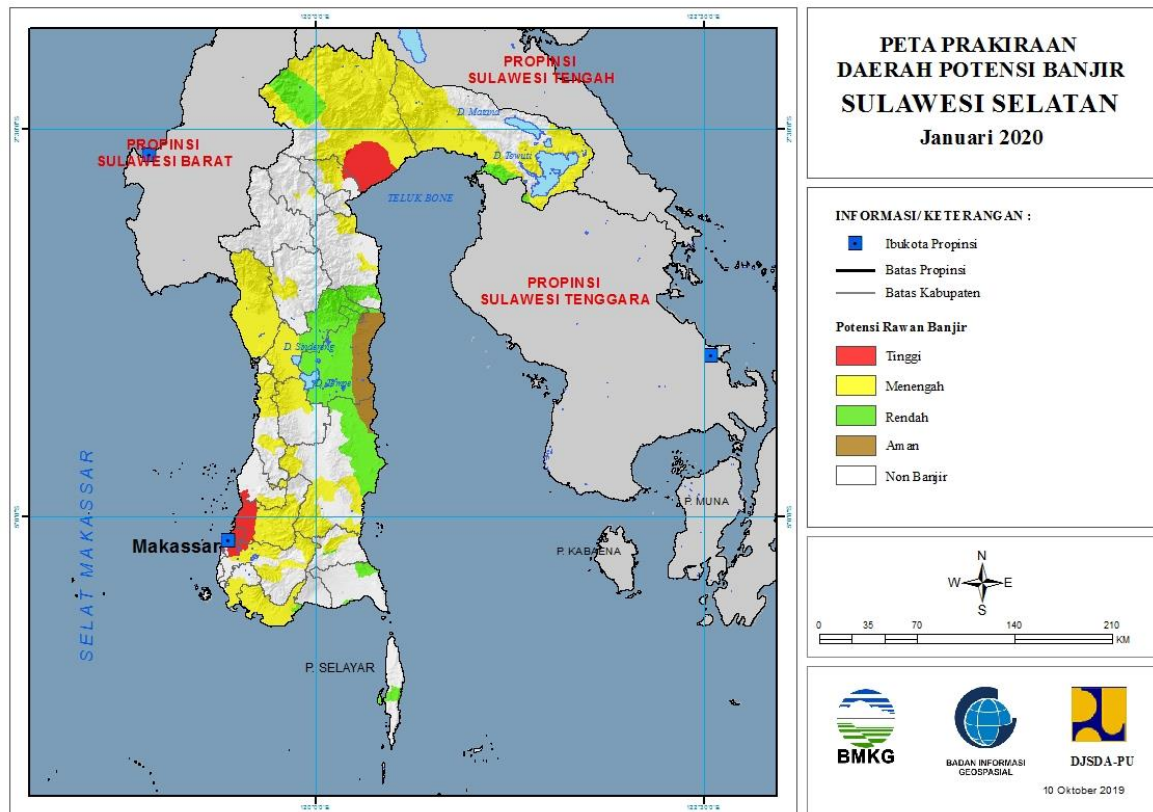 PETA PRAKIRAAN
DAERAH POTENSI BANJIR
SULAWESI SELATAN
Januari 2020
INFORMASI/ KETERANGAN :
Ibukota Propinsi
Batas Propinsi
Batas Kabupaten
Potensi Rawan Banjir
Tinggi
Menengah
Rendah
Aman
Non Banjir
N
W E
S
0 35 70 140 210
KM
BMKG
BADAN INFORMASI
GEOSPASIAL
DJSDA-PU
10 Oktober 2019
PROPINSI
SULAWESI TENGAH
D. Matana
PROPINSI
SULAWESI BARAT
D. Towuti
TELUK BONE
PROPINSI
SULAWESI TENGGARA
D. Sindereng
D. Tempe
SELAT MAKASSAR
Makassar
P. MUNA
P. KABAENA
P. SELAYAR